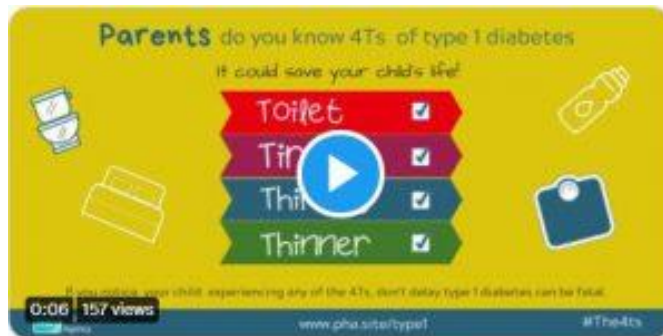 Parents do you know 4Ts of type 1 diabetes
it could save your child's life!
Toilet
Thinner
If you notice your child experiencing any of the 4Ts, don't delay type 1 diabetes can be fatal.
0:06 157 views
www.pha.site/type1
#The4ts